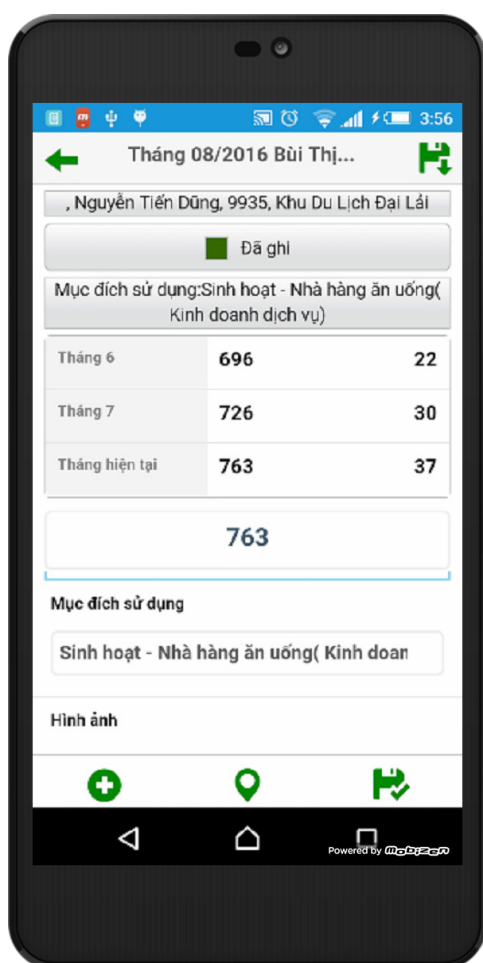 3:56
Tháng 08/2016 Bùi Thị...
, Nguyễn Tiến Dũng, 9935, Khu Du Lịch Đại Lải
Đã ghi
Mục đích sử dụng:Sinh hoạt - Nhà hàng ăn uống(
Kinh doanh dịch vụ)
Tháng 6 696 22
Tháng 7 726 30
Tháng hiện tại 763 37
763
Mục đích sử dụng
Sinh hoạt - Nhà hàng ăn uống( Kinh doan
Hình ảnh
Powered by Mobizen